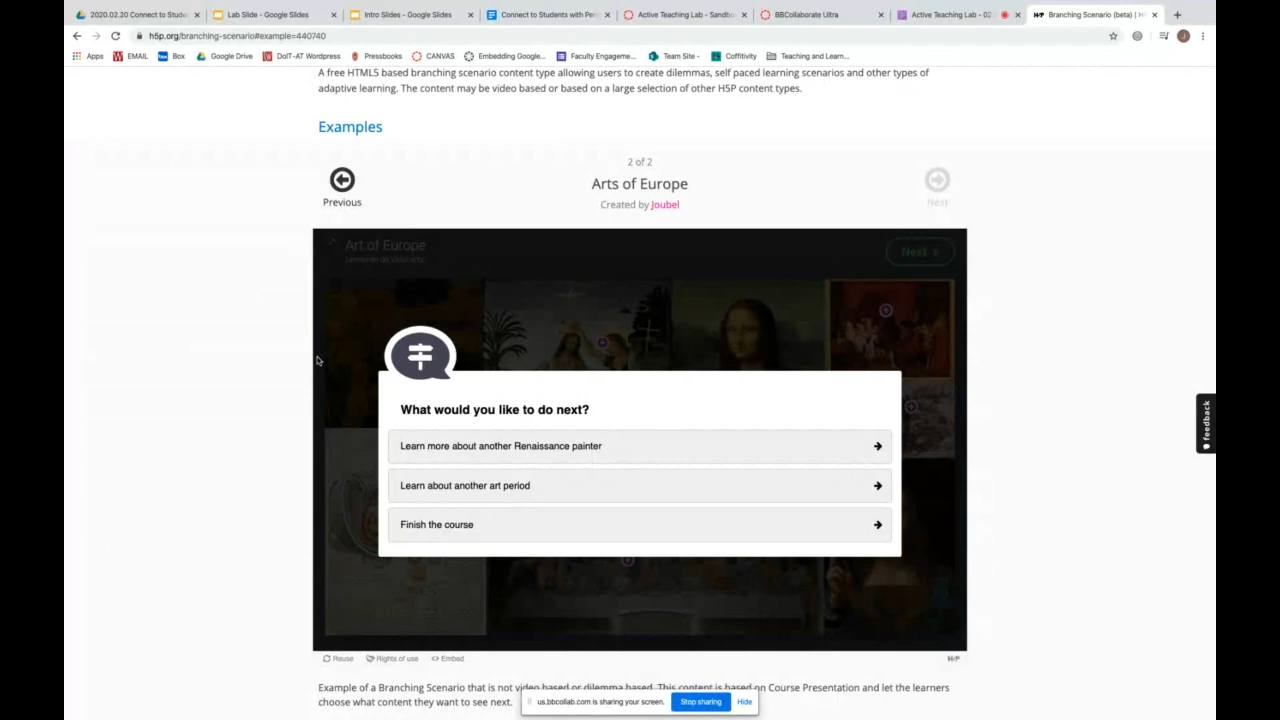 2020.02.20 Connect to Stude
Lab Slide - Google Slides
Intro Slides - Google Slides
Connect to Students with Per
Active Teaching Lab - Sandbo
BBCollaborate Ultra
Active Teaching Lab - 02.
H5P Branching Scenario (beta) | H
h5p.org/branching-scenario#example=440740
Apps
EMAIL
Box
Google Drive
DoIT-AT Wordpress
Pressbooks
CANVAS
Embedding Google...
Faculty Engageme...
Team Site -
Coffitivity
Teaching and Learn...
A free HTML5 based branching scenario content type allowing users to create dilemmas, self paced learning scenarios and other types of
adaptive learning. The content may be video based or based on a large selection of other H5P content types.
Examples
2 of 2
Previous
Arts of Europe
Next
Created by Joubel
Art of Europe
Next >
What would you like to do next?
Learn more about another Renaissance painter
Learn about another art period
Finish the course
feedback
Reuse
Rights of use
<> Embed
H5P
Example of a Branching Scenario that is not video based or dilemma based. This content is based on Course Presentation and let the learners
choose what content they want to see next.
us.bbcollab.com is sharing your screen.
Stop sharing
Hide